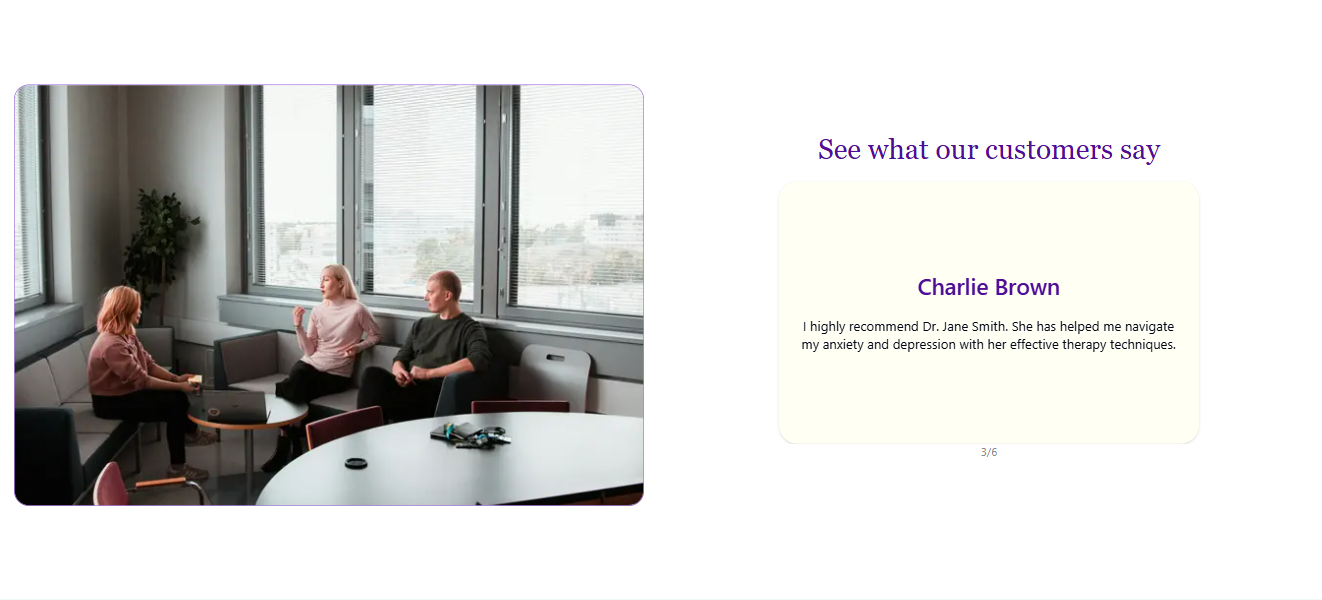 See what our customers say
Charlie Brown
I highly recommend Dr. Jane Smith. She has helped me navigate
my anxiety and depression with her effective therapy techniques.
3/6